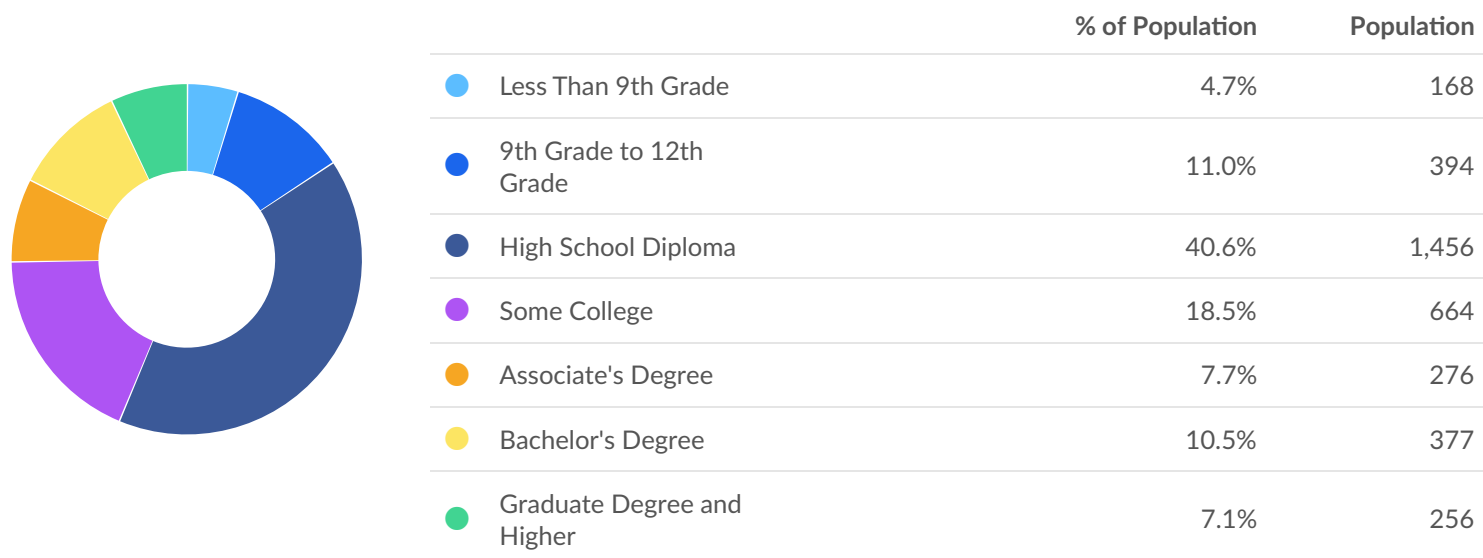 % of Population Population
Less Than 9th Grade 4.7% 168
9th Grade to 12th
Grade 11.0% 394
High School Diploma 40.6% 1,456
Some College 18.5% 664
Associate's Degree 7.7% 276
Bachelor's Degree 10.5% 377
Graduate Degree and
Higher 7.1% 256